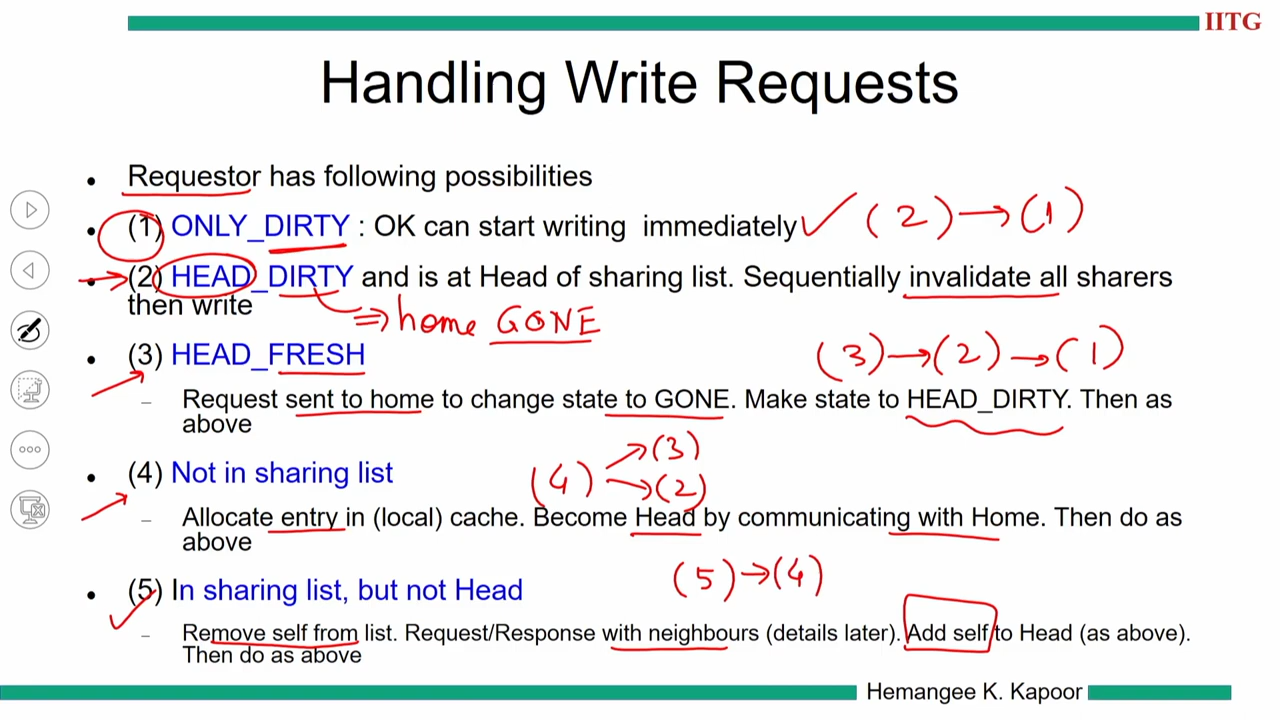 IITG
Handling Write Requests
Requestor has following possibilities
(1) ONLY_DIRTY : OK can start writing immediately (2) → (1)
(2) HEAD_DIRTY and is at Head of sharing list. Sequentially invalidate all sharers
then write
⇒ home GONE
(3) HEAD_FRESH
(3) → (2) → (1)
– Request sent to home to change state to GONE. Make state to HEAD_DIRTY. Then as
above
(4) Not in sharing list
(4) → (3)
→ (2)
– Allocate entry in (local) cache. Become Head by communicating with Home. Then do as
above
(5) → (4)
(5) In sharing list, but not Head
– Remove self from list. Request/Response with neighbours (details later). Add self to Head (as above).
Then do as above
Hemangee K. Kapoor